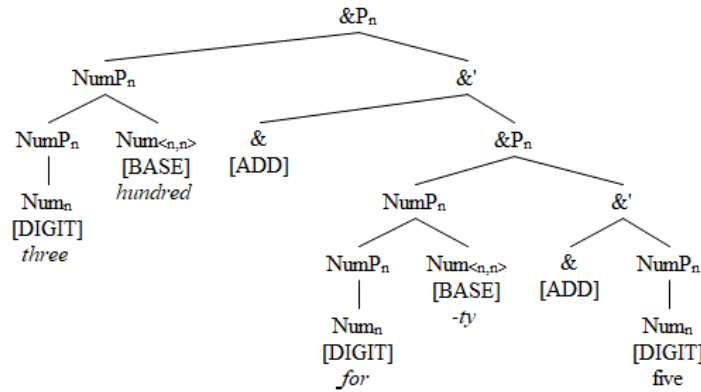 &Pn
NumPn &'
NumPn Num<n,n> & &Pn
[BASE] [ADD]
hundred
Numn NumPn &'
[DIGIT]
three
NumPn Num<n,n> & NumPn
[BASE] [ADD]
-ty
Numn Numn
[DIGIT] [DIGIT]
for five